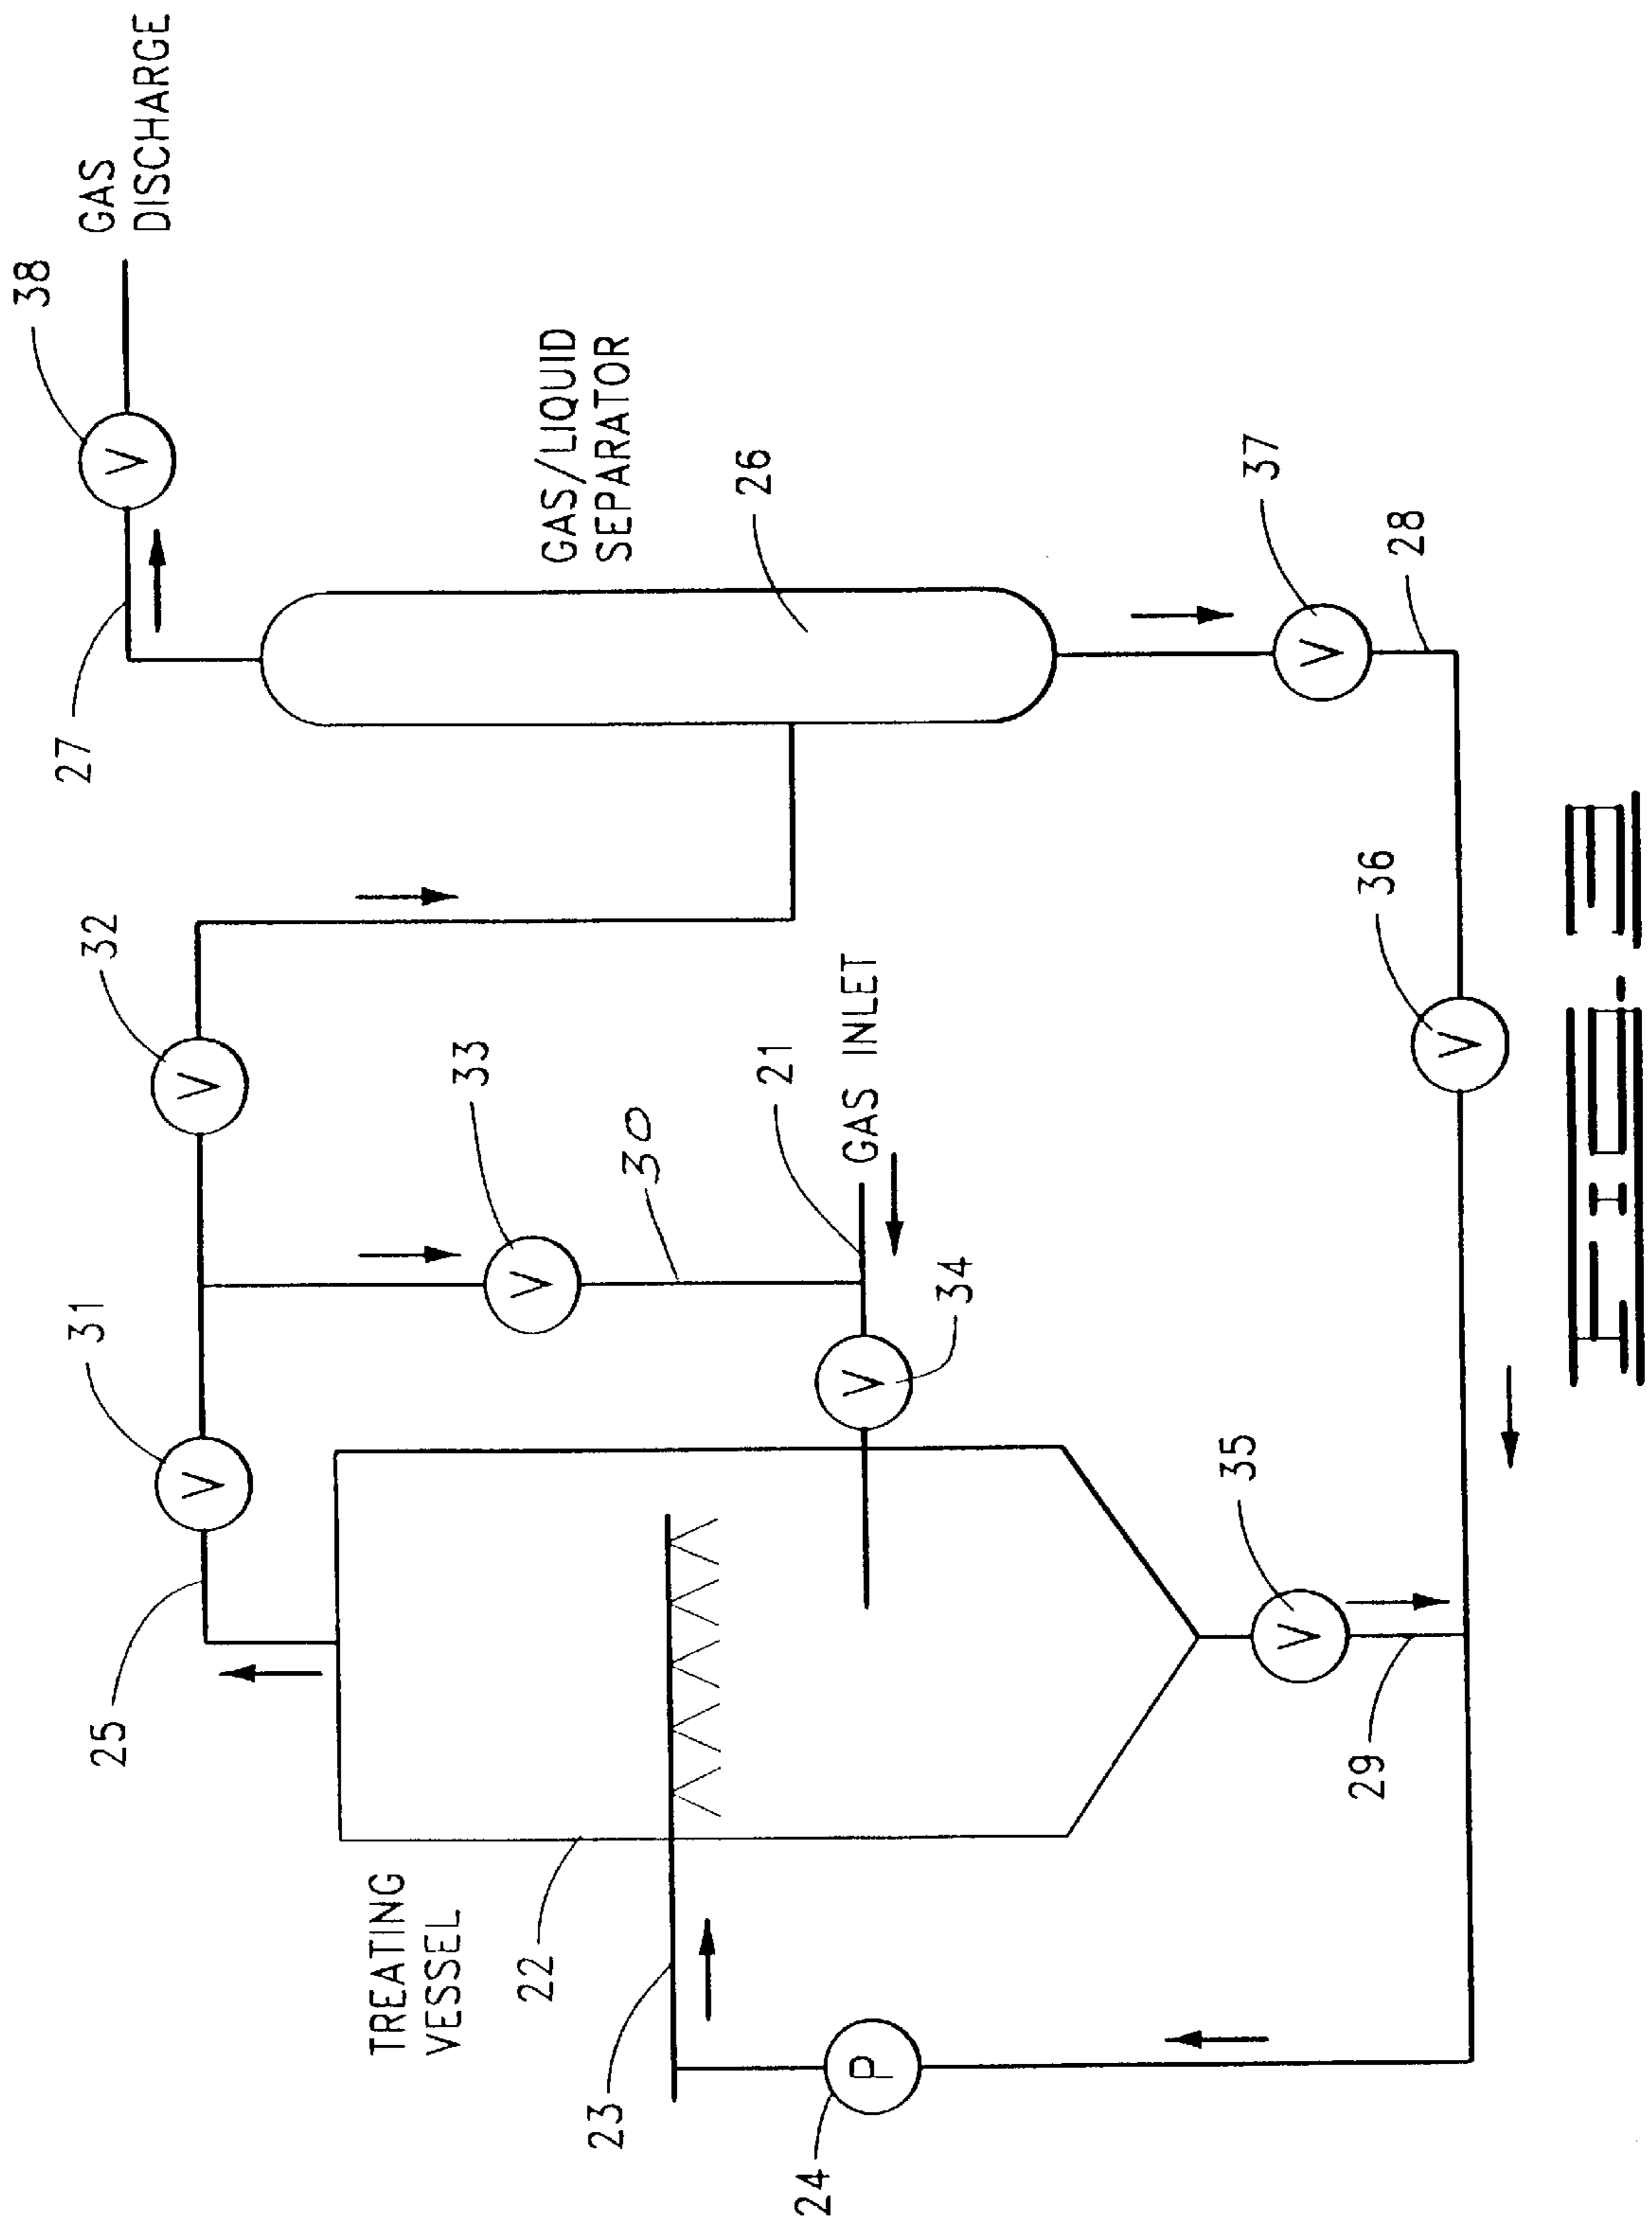 38
GAS
DISCHARGE
27
31
32
25
V
V
V
V
TREATING
VESSEL
33
22
GAS/LIQUID
SEPARATOR
30
26
23
21
24
P
V
GAS INLET
34
35
37
V
V
29
36
28
V
FIG. 3